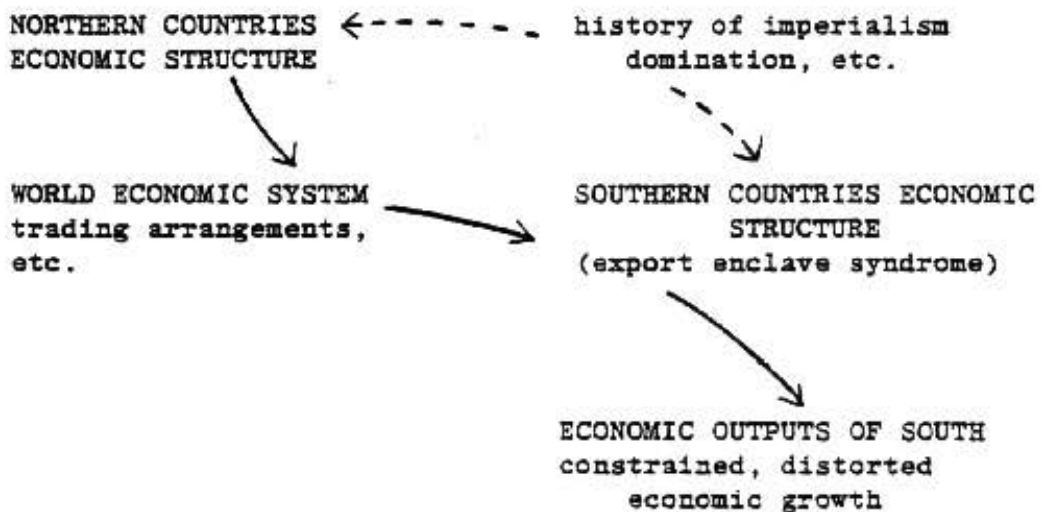 NORTHERN COUNTRIES
ECONOMIC STRUCTURE
history of imperialism
domination, etc.
WORLD ECONOMIC SYSTEM
trading arrangements,
etc.
SOUTHERN COUNTRIES ECONOMIC
STRUCTURE
(export enclave syndrome)
ECONOMIC OUTPUTS OF SOUTH
constrained, distorted
economic growth